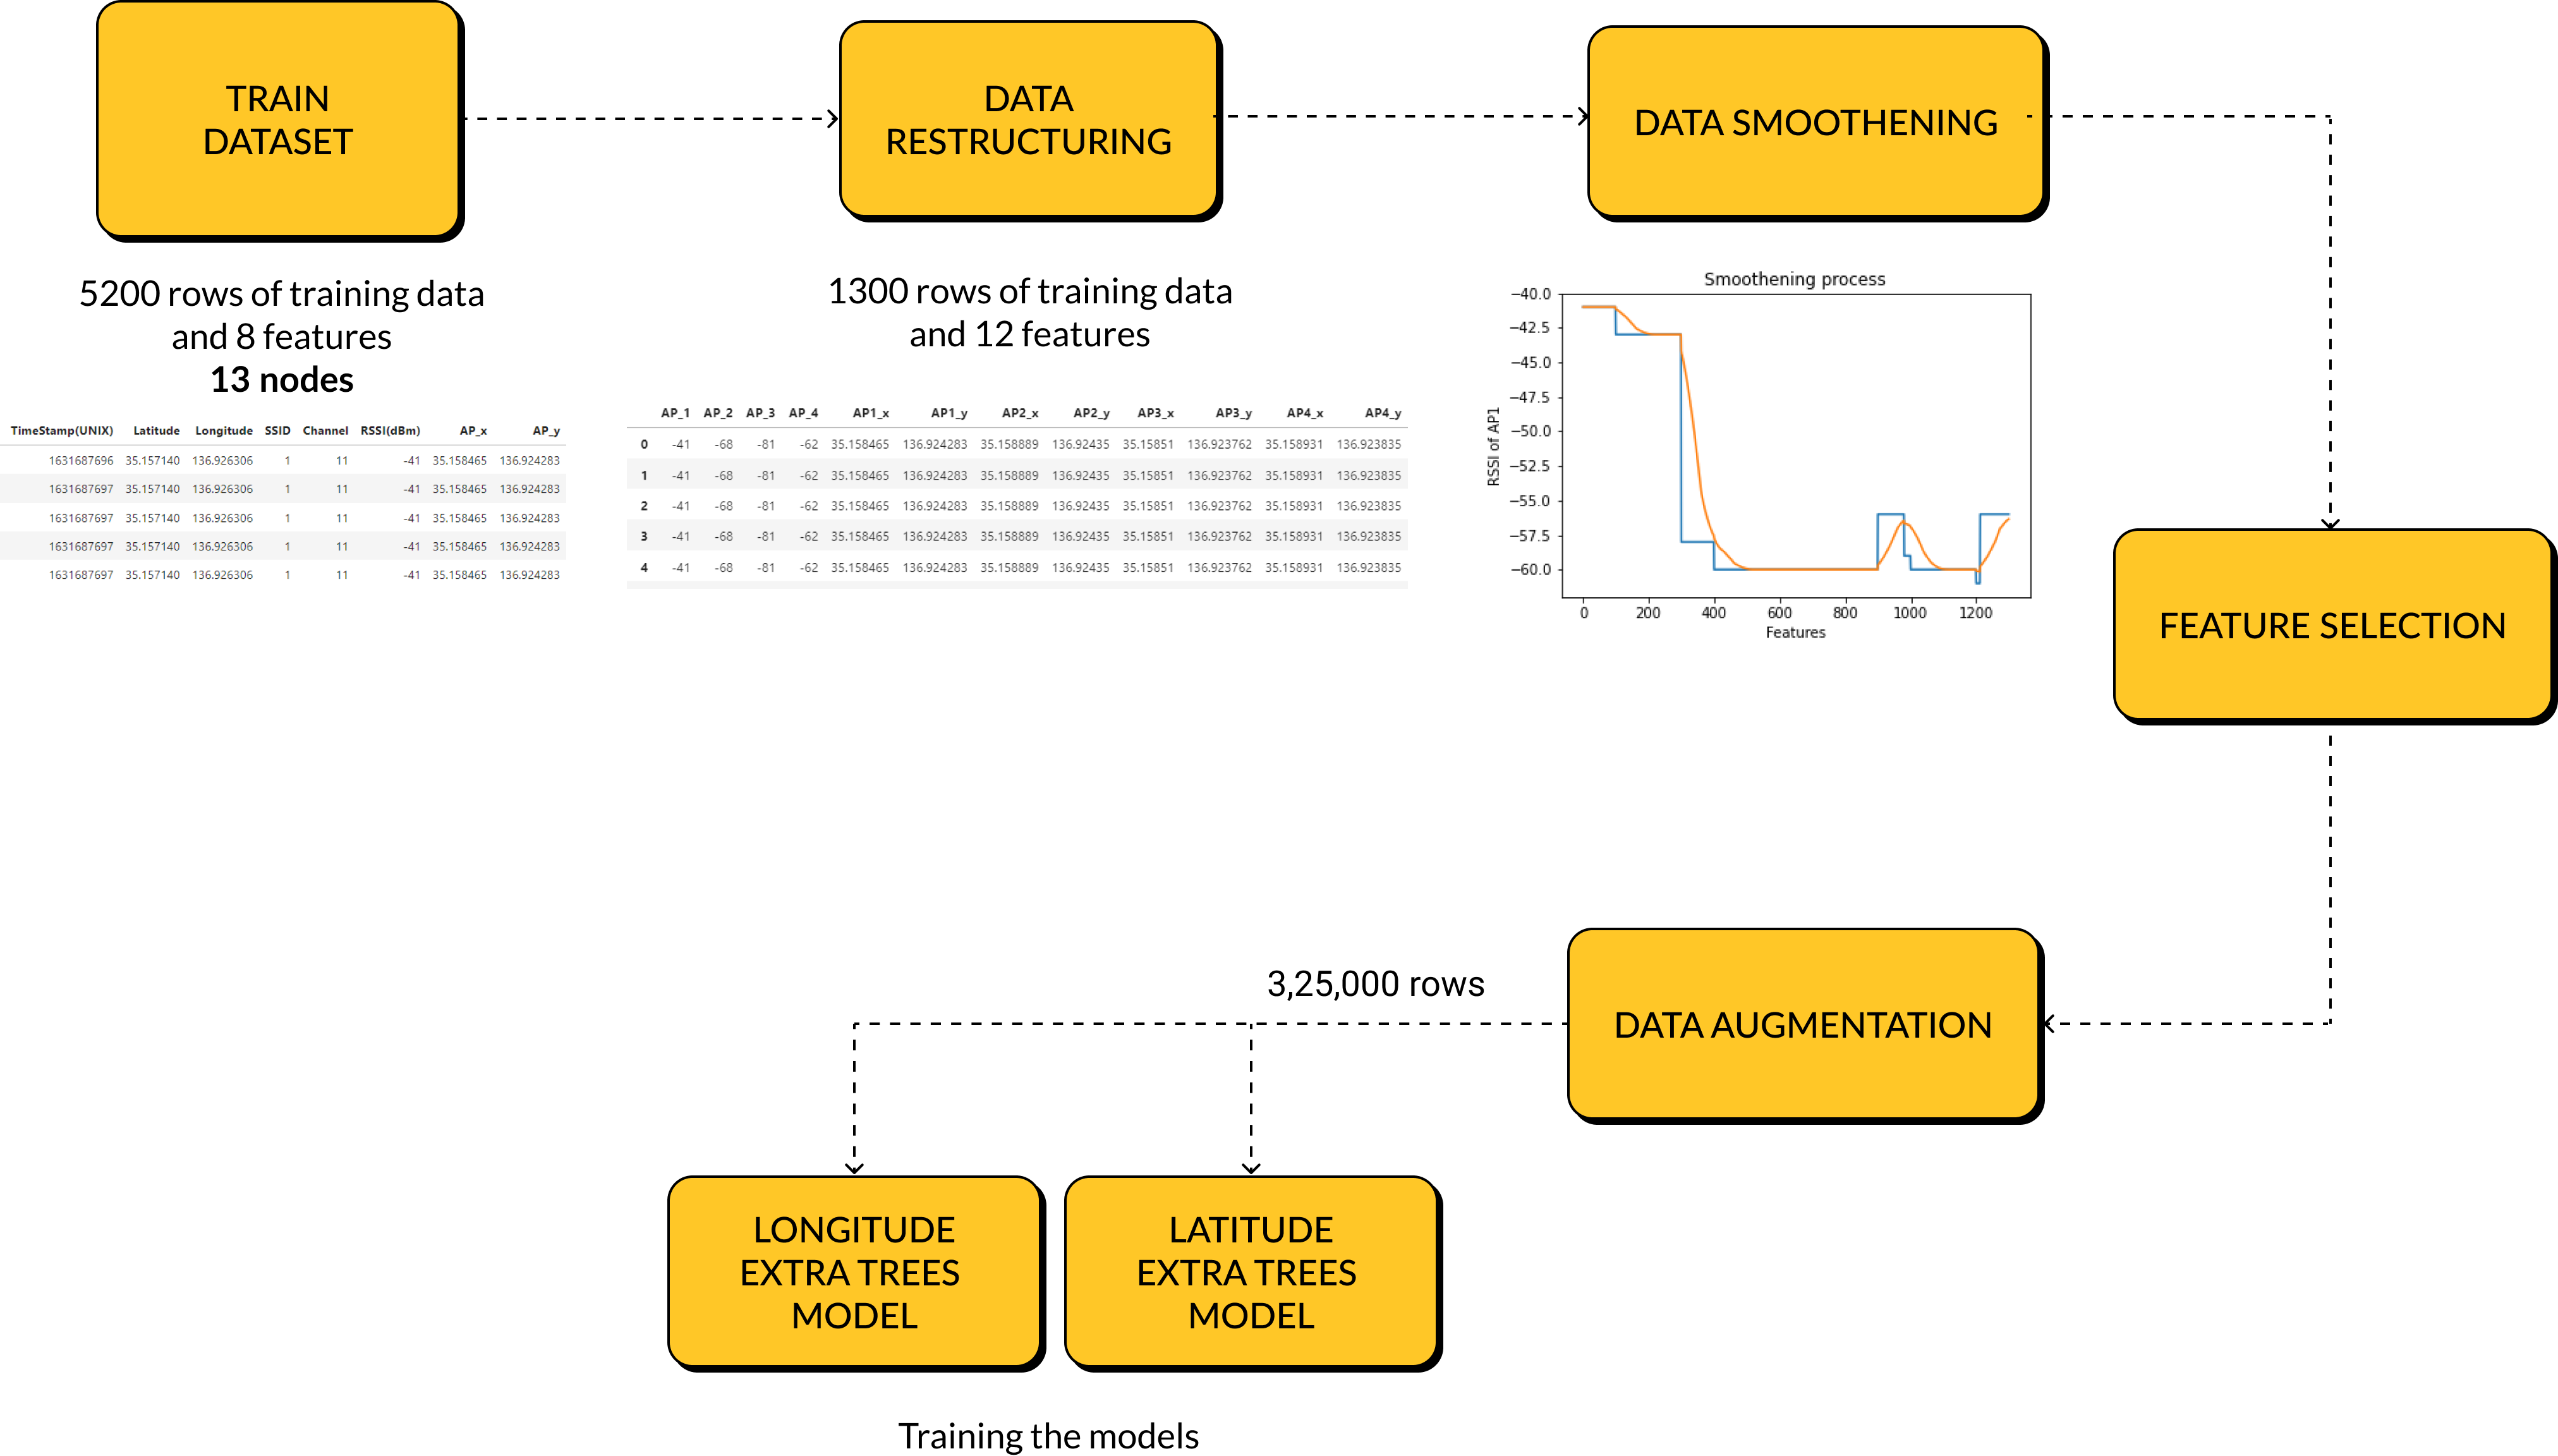 TRAIN
DATASET
DATA
RESTRUCTURING
DATA SMOOTHENING
5200 rows of training data
and 8 features
13 nodes
TimeStamp(UNIX) Latitude Longitude SSID Channel RSSI(dBm) AP_x AP_y
1631687696 35.157140 136.926306 1 11 -41 35.158465 136.924283
1631687697 35.157140 136.926306 1 11 -41 35.158465 136.924283
1631687697 35.157140 136.926306 1 11 -41 35.158465 136.924283
1631687697 35.157140 136.926306 1 11 -41 35.158465 136.924283
1631687697 35.157140 136.926306 1 11 -41 35.158465 136.924283
1300 rows of training data
and 12 features
AP_1 AP_2 AP_3 AP_4 AP1_x AP1_y AP2_x AP2_y AP3_x AP3_y AP4_x AP4_y
0 -41 -68 -81 -62 35.158465 136.924283 35.158889 136.92435 35.15851 136.923762 35.158931 136.923835
1 -41 -68 -81 -62 35.158465 136.924283 35.158889 136.92435 35.15851 136.923762 35.158931 136.923835
2 -41 -68 -81 -62 35.158465 136.924283 35.158889 136.92435 35.15851 136.923762 35.158931 136.923835
3 -41 -68 -81 -62 35.158465 136.924283 35.158889 136.92435 35.15851 136.923762 35.158931 136.923835
4 -41 -68 -81 -62 35.158465 136.924283 35.158889 136.92435 35.15851 136.923762 35.158931 136.923835
Smoothening process
−40.0
−42.5
−45.0
−47.5
−50.0
−52.5
−55.0
−57.5
−60.0
RSSI of AP1
0 200 400 600 800 1000 1200
Features
FEATURE SELECTION
3,25,000 rows
DATA AUGMENTATION
LONGITUDE
EXTRA TREES
MODEL
LATITUDE
EXTRA TREES
MODEL
Training the models